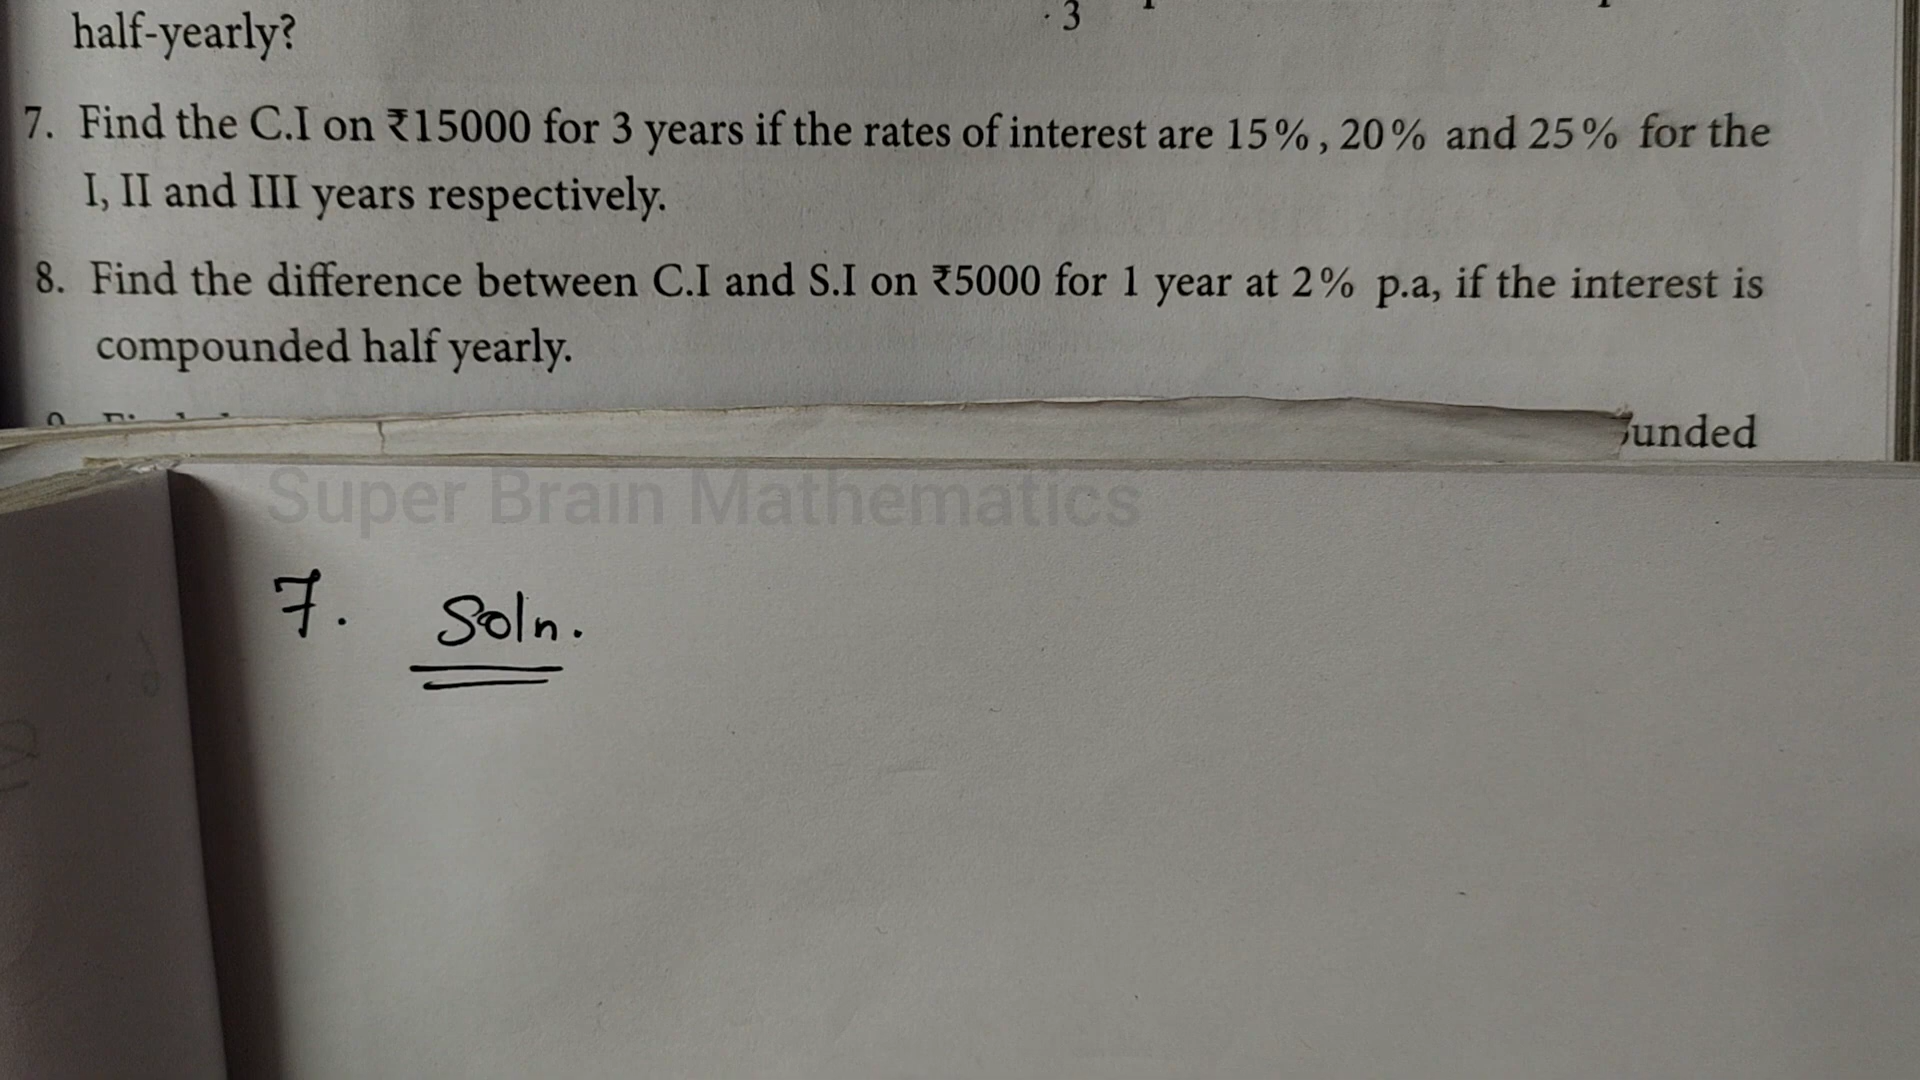 half-yearly?
3
7. Find the C.I on ₹15000 for 3 years if the rates of interest are 15%, 20% and 25% for the
I, II and III years respectively.
8. Find the difference between C.I and S.I on ₹5000 for 1 year at 2% p.a, if the interest is
compounded half yearly.
unded
Super Brain Mathematics
7. Soln.